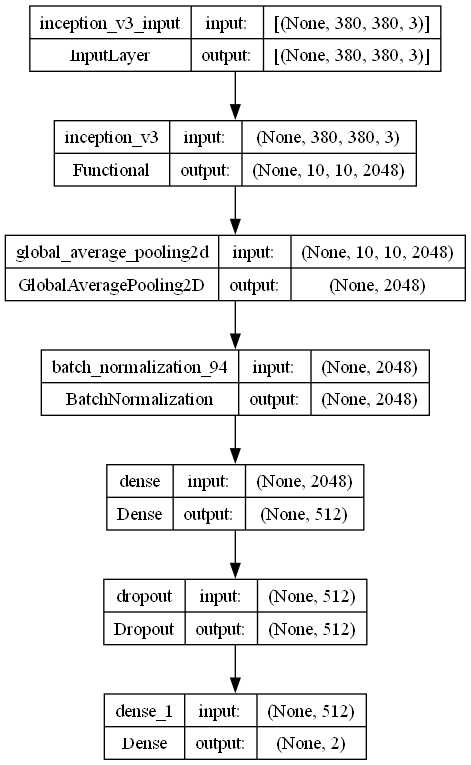 inception_v3_input input: [(None, 380, 380, 3)]
InputLayer output: [(None, 380, 380, 3)]
inception_v3 input: (None, 380, 380, 3)
Functional output: (None, 10, 10, 2048)
global_average_pooling2d input: (None, 10, 10, 2048)
GlobalAveragePooling2D output: (None, 2048)
batch_normalization_94 input: (None, 2048)
BatchNormalization output: (None, 2048)
dense input: (None, 2048)
Dense output: (None, 512)
dropout input: (None, 512)
Dropout output: (None, 512)
dense_1 input: (None, 512)
Dense output: (None, 2)